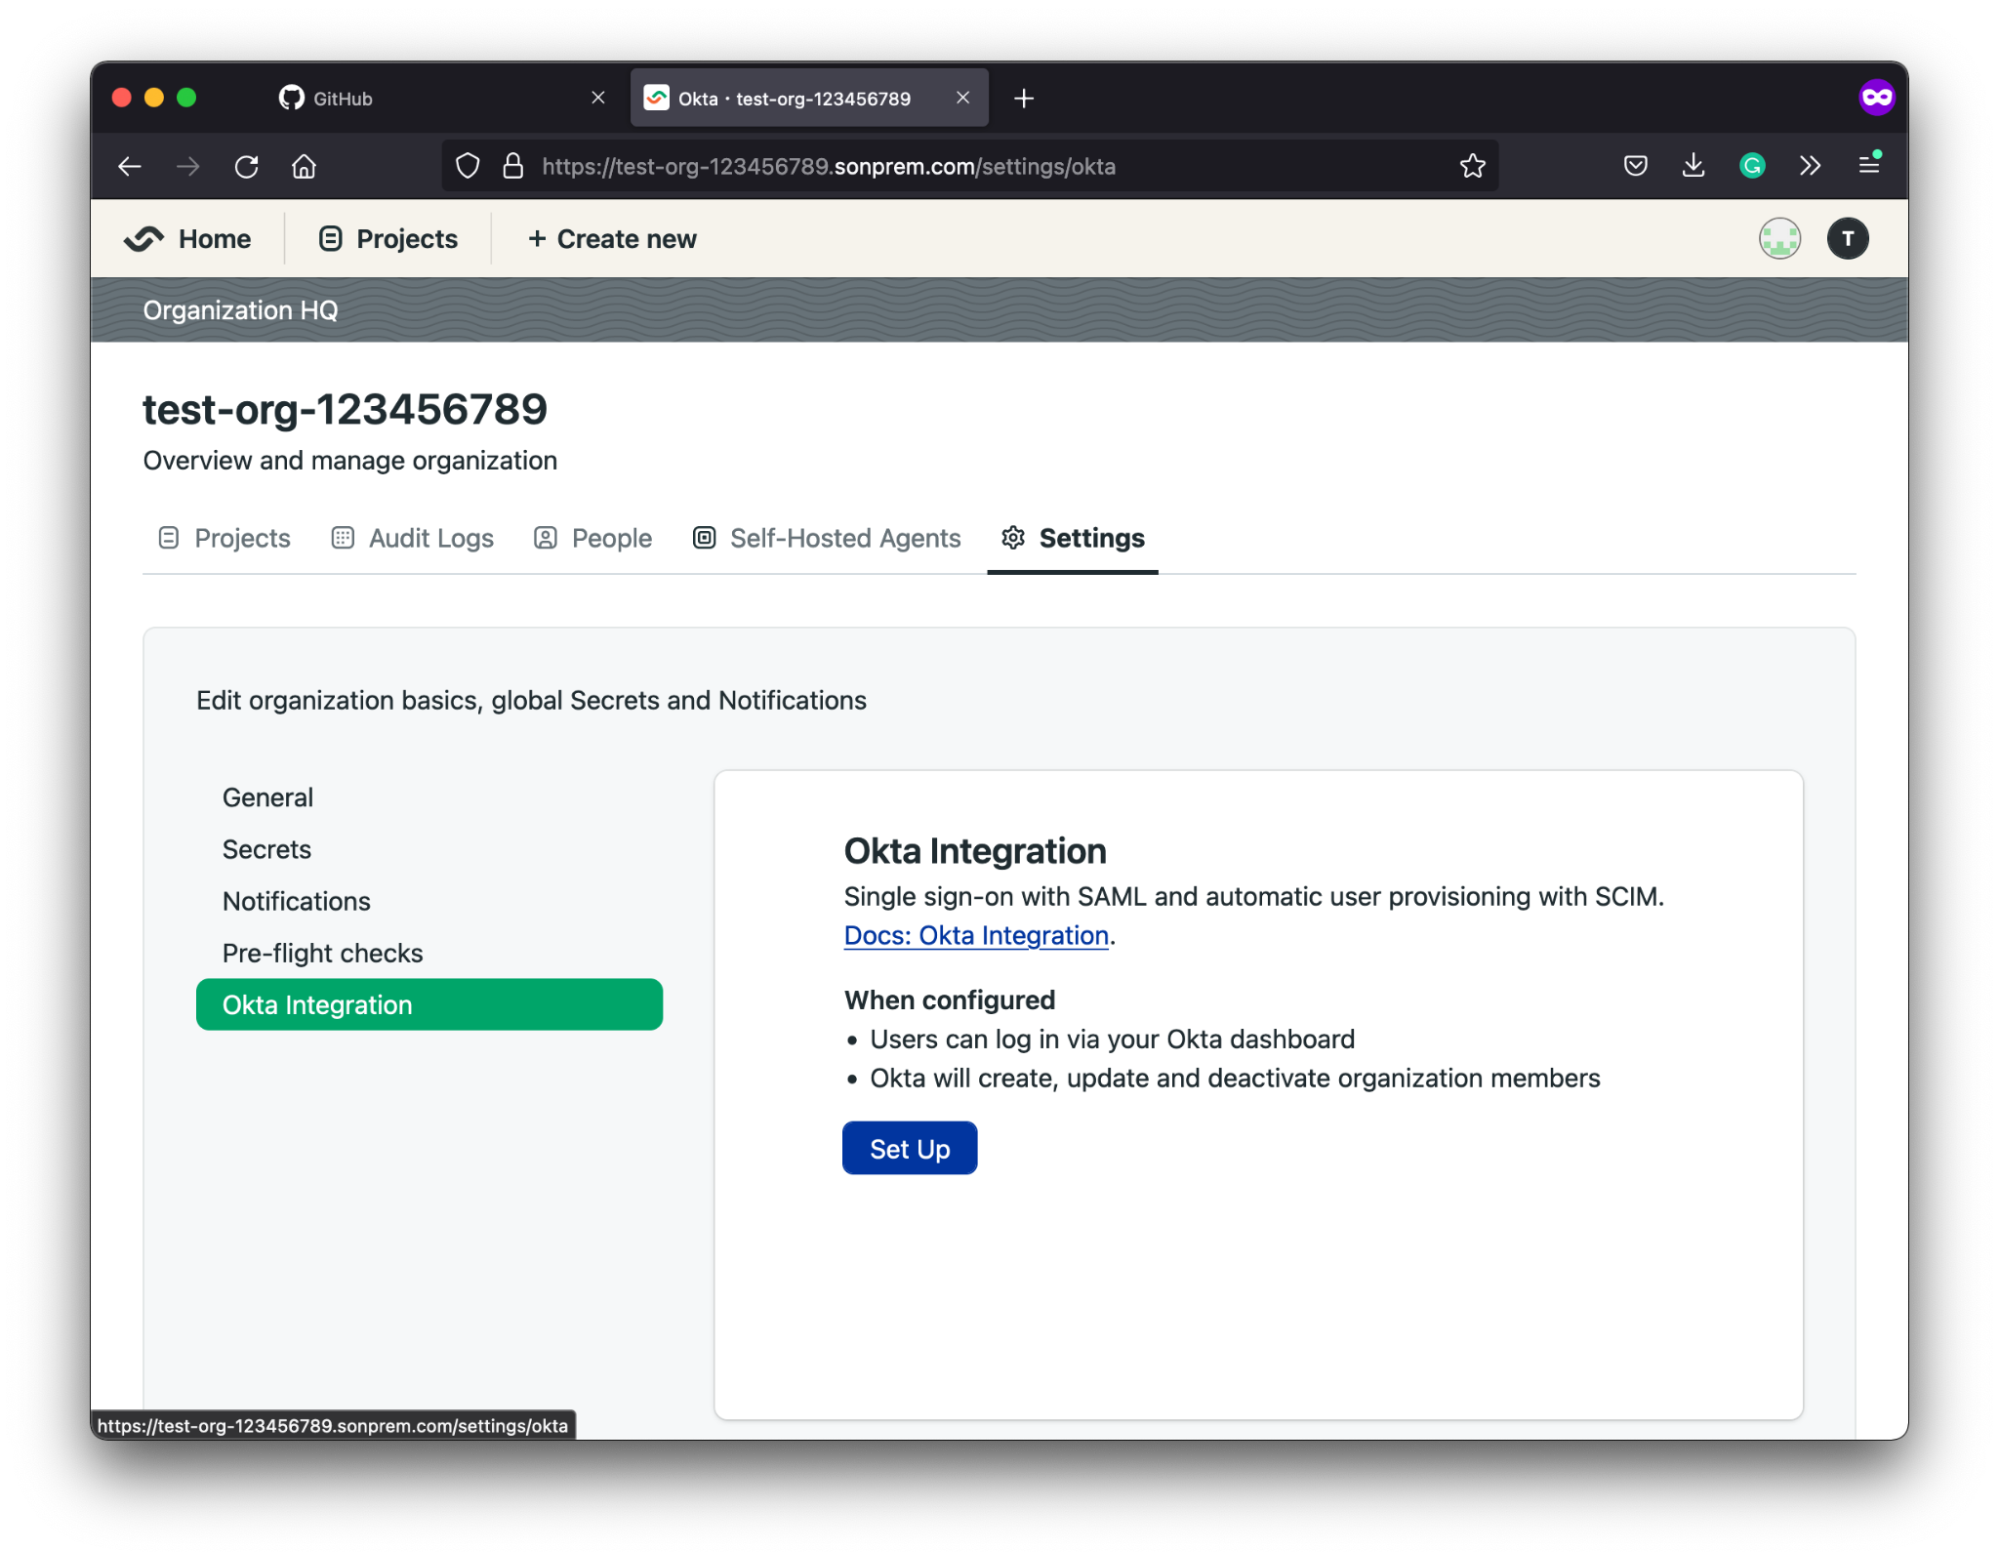 GitHub
Okta · test-org-123456789
https://test-org-123456789.sonprem.com/settings/okta
Home
Projects
+ Create new
T
Organization HQ
test-org-123456789
Overview and manage organization
Projects
Audit Logs
People
Self-Hosted Agents
Settings
Edit organization basics, global Secrets and Notifications
General
Secrets
Notifications
Pre-flight checks
Okta Integration
Okta Integration
Single sign-on with SAML and automatic user provisioning with SCIM.
Docs: Okta Integration.
When configured
• Users can log in via your Okta dashboard
• Okta will create, update and deactivate organization members
Set Up
https://test-org-123456789.sonprem.com/settings/okta